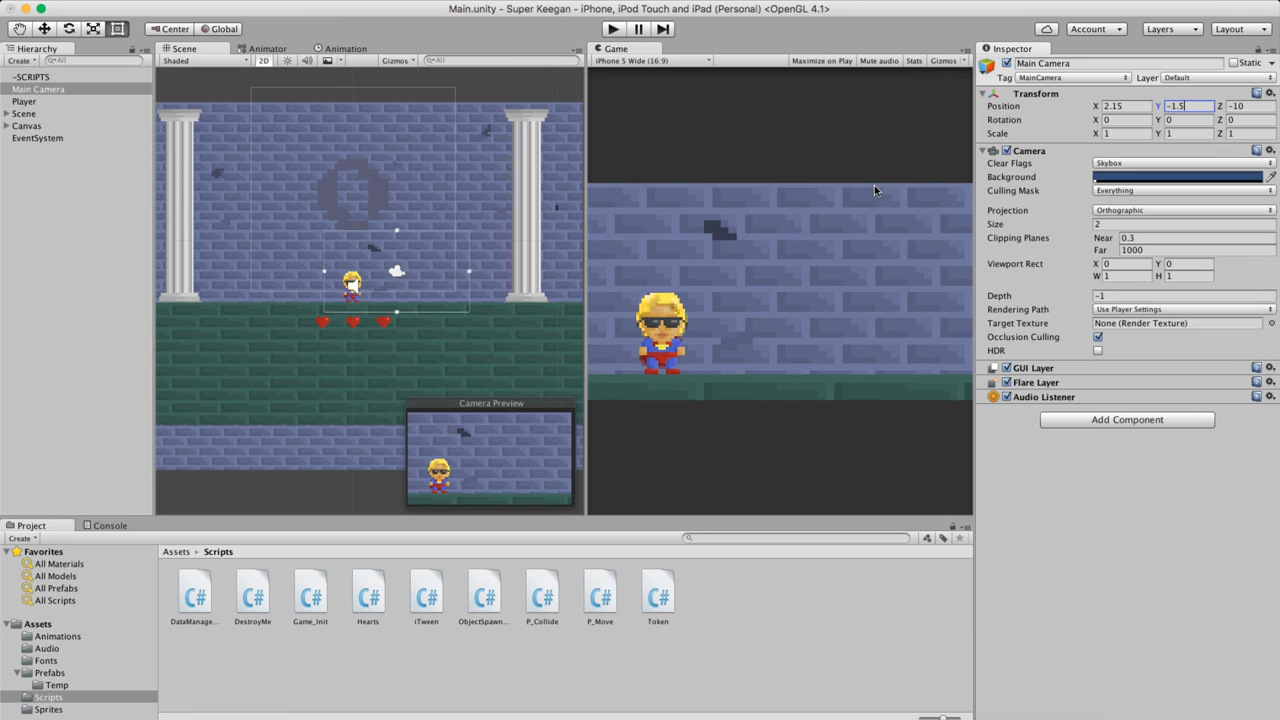 Main.unity - Super Keegan - iPhone, iPod Touch and iPad (Personal) <OpenGL 4.1>
Center Global Account Layers Layout
Hierarchy
Create All
-SCRIPTS
Main Camera
Player
Scene
Canvas
EventSystem
Scene Animator Animation
Shaded 2D Gizmos All
Camera Preview
Game
iPhone 5 Wide (16:9) Maximize on Play Mute audio Stats Gizmos
Inspector
Main Camera Static
Tag MainCamera Layer Default
Transform
Position X 2.15 Y -1.5 Z -10
Rotation X 0 Y 0 Z 0
Scale X 1 Y 1 Z 1
Camera
Clear Flags Skybox
Background
Culling Mask Everything
Projection Orthographic
Size 2
Clipping Planes Near 0.3
Far 1000
Viewport Rect X 0 Y 0
W 1 H 1
Depth -1
Rendering Path Use Player Settings
Target Texture None (Render Texture)
Occlusion Culling
HDR
GUI Layer
Flare Layer
Audio Listener
Add Component
Project Console
Create
Favorites
All Materials
All Models
All Prefabs
All Scripts
Assets
Animations
Audio
Fonts
Prefabs
Temp
Scripts
Sprites
Assets Scripts
DataManage... DestroyMe Game_Init Hearts iTween ObjectSpawn... P_Collide P_Move Token